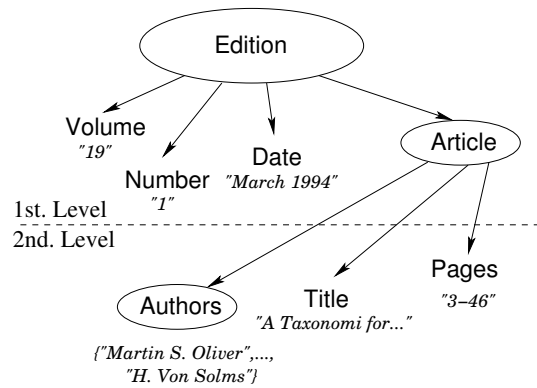 Edition
Volume
"19"
Number
"1"
Date
"March 1994"
Article
1st. Level
2nd. Level
Authors
{"Martin S. Oliver",...,
"H. Von Solms"}
Title
"A Taxonomi for..."
Pages
"3-46"